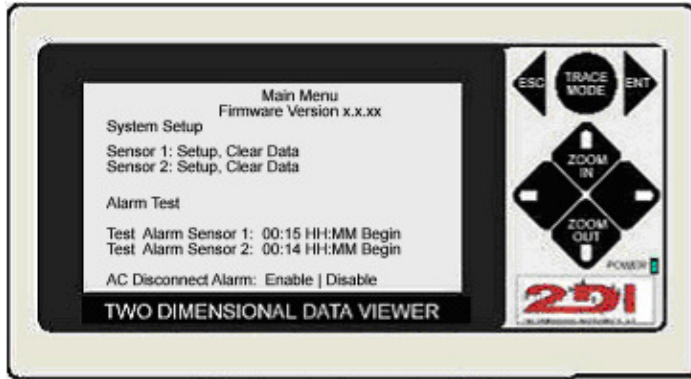 Main Menu
Firmware Version x.x.xx
System Setup
Sensor 1: Setup, Clear Data
Sensor 2: Setup, Clear Data
Alarm Test
Test Alarm Sensor 1: 00:15 HH:MM Begin
Test Alarm Sensor 2: 00:14 HH:MM Begin
AC Disconnect Alarm: Enable | Disable
TWO DIMENSIONAL DATA VIEWER
ESC
TRACE
MODE
ENT
ZOOM
IN
ZOOM
OUT
POWER
2DI